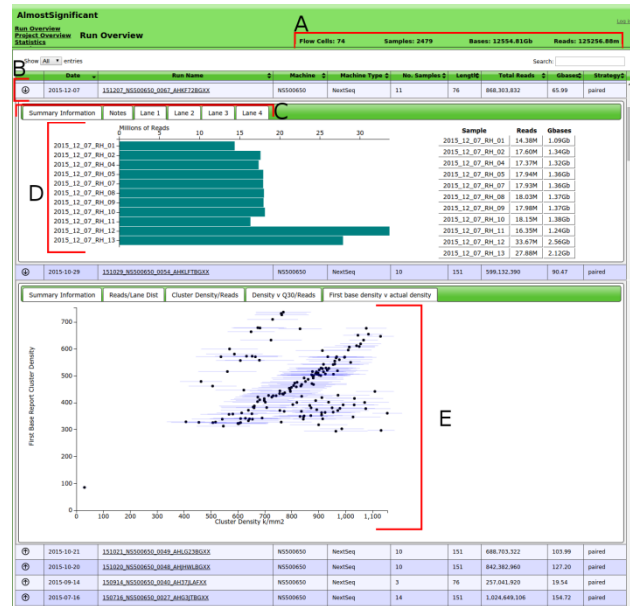 AlmostSignificant
Run Overview
Project Overview Run Overview
Statistics
A
Flow Cells: 74 Samples: 2479 Bases: 12554.81Gb Reads: 125256.88m
Show All entries Search:
B
Date Run Name Machine Machine Type No. Samples Length Total Reads Gbases Strategy
2015-12-07 151207_NS500650_0067_AHKF72BGXX NS500650 NextSeq 11 76 868,303,832 65.99 paired
C
Summary Information Notes Lane 1 Lane 2 Lane 3 Lane 4
Millions of Reads
0 5 10 15 20 25 30
D
2015_12_07_RH_01
2015_12_07_RH_02
2015_12_07_RH_04
2015_12_07_RH_05
2015_12_07_RH_07
2015_12_07_RH_08
2015_12_07_RH_09
2015_12_07_RH_10
2015_12_07_RH_11
2015_12_07_RH_12
2015_12_07_RH_13
Sample Reads Gbases
2015_12_07_RH_01 14.38M 1.09Gb
2015_12_07_RH_02 17.60M 1.34Gb
2015_12_07_RH_04 17.37M 1.32Gb
2015_12_07_RH_05 17.94M 1.36Gb
2015_12_07_RH_07 17.93M 1.36Gb
2015_12_07_RH_08 18.03M 1.37Gb
2015_12_07_RH_09 17.98M 1.37Gb
2015_12_07_RH_10 18.15M 1.38Gb
2015_12_07_RH_11 16.35M 1.24Gb
2015_12_07_RH_12 33.67M 2.56Gb
2015_12_07_RH_13 27.88M 2.12Gb
2015-10-29 151029_NS500650_0054_AHKLFTBGXX NS500650 NextSeq 10 151 599,132,390 90.47 paired
Summary Information Reads/Lane Dist Cluster Density/Reads Density v Q30/Reads First base density v actual density
First Base Report Cluster Density
700
600
500
400
300
200
100
0
E
0 100 200 300 400 500 600 700 800 900 1,000 1,100
Cluster Density k/mm2
2015-10-21 151021_NS500650_0049_AHLG23BGXX NS500650 NextSeq 10 151 688,703,322 103.99 paired
2015-10-20 151020_NS500650_0048_AHJHWLBGXX NS500650 NextSeq 10 151 842,382,960 127.20 paired
2015-09-14 150914_NS500650_0040_AH37JLAFXX NS500650 NextSeq 3 76 257,041,920 19.54 paired
2015-07-16 150716_NS500650_0027_AHG3JTBGXX NS500650 NextSeq 14 151 1,024,649,106 154.72 paired